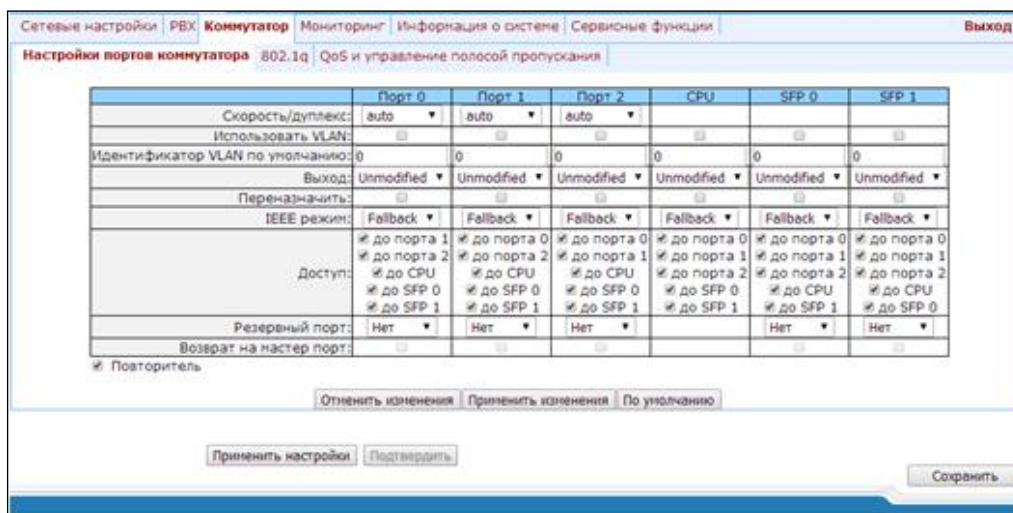 Сетевые настройки PBX Коммутатор Мониторинг Информация о системе Сервисные функции Выход
Настройки портов коммутатора 802.1q QoS и управление полосой пропускания
Порт 0 Порт 1 Порт 2 CPU SFP 0 SFP 1
Скорость/дуплекс: auto auto auto
Использовать VLAN:
Идентификатор VLAN по умолчанию: 0 0 0 0 0 0
Выход: Unmodified Unmodified Unmodified Unmodified Unmodified Unmodified
Переназначить:
IEEE режим: Fallback Fallback Fallback Fallback Fallback Fallback
до порта 1 до порта 0 до порта 0 до порта 0 до порта 0 до порта 0
до порта 2 до порта 2 до порта 1 до порта 1 до порта 1 до порта 1
Доступ: до CPU до CPU до CPU до порта 2 до порта 2 до порта 2
до SFP 0 до SFP 0 до SFP 0 до SFP 0 до CPU до CPU
до SFP 1 до SFP 1 до SFP 1 до SFP 1 до SFP 1 до SFP 0
Резервный порт: Нет Нет Нет Нет Нет
Возврат на мастер порт:
Повторитель
Отменить изменения Применить изменения По умолчанию
Применить настройки Подтвердить
Сохранить